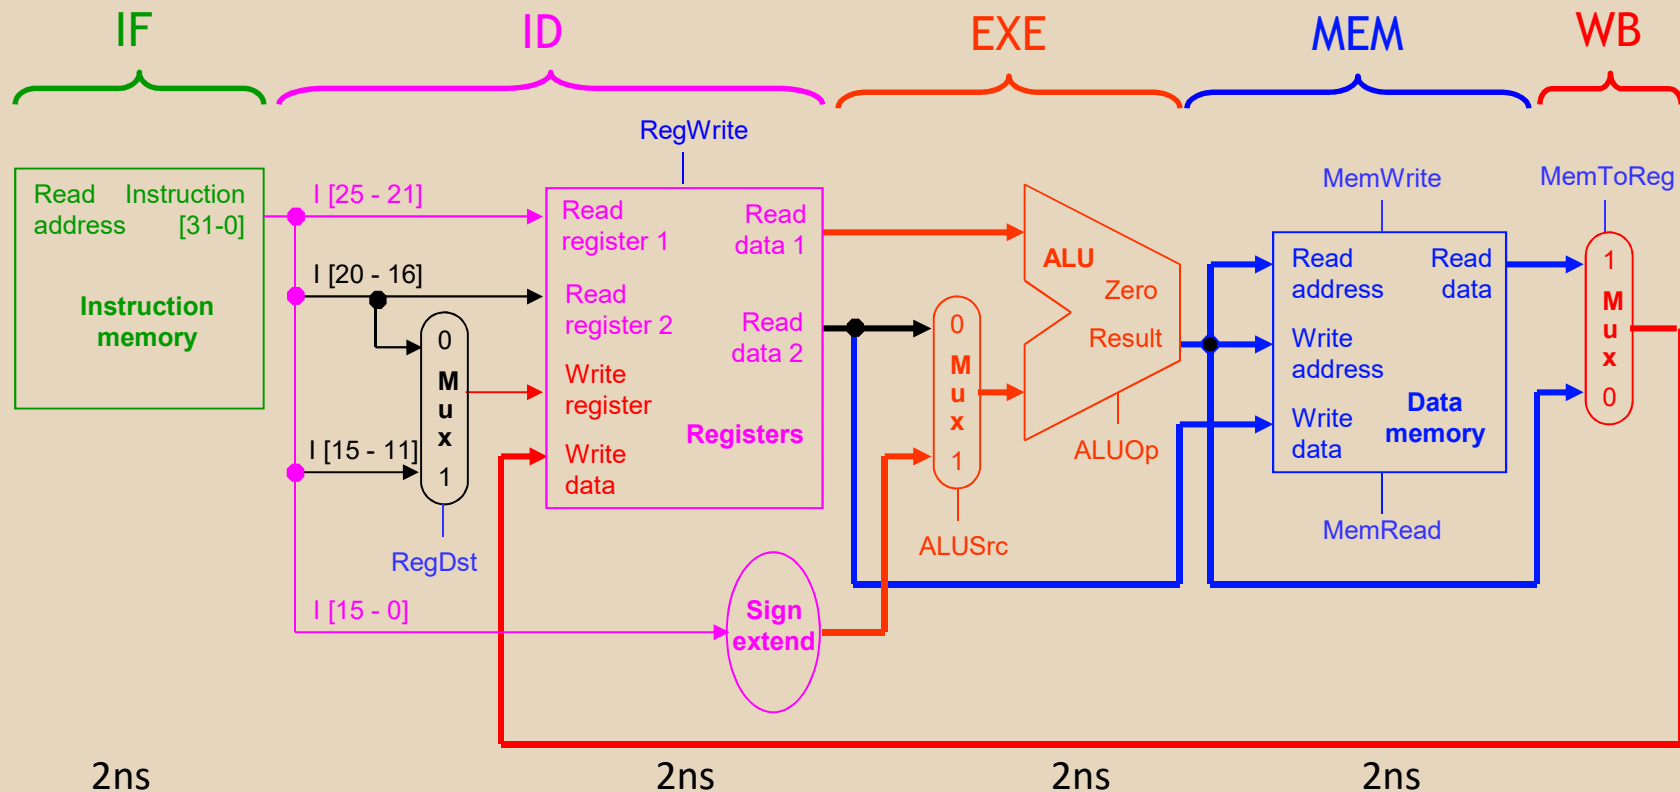 IF
ID
EXE
MEM
WB
RegWrite
Read Instruction
address [31-0]
Instruction
memory
I [25 - 21]
I [20 - 16]
I [15 - 11]
I [15 - 0]
0
M
u
x
1
RegDst
Read
register 1
Read
register 2
Write
register
Write
data
Read
data 1
Read
data 2
Registers
Sign
extend
0
M
u
x
1
ALUSrc
ALU
Zero
Result
ALUOp
MemWrite
Read
address
Write
address
Write
data
Read
data
Data
memory
MemRead
MemToReg
1
M
u
x
0
2ns
2ns
2ns
2ns